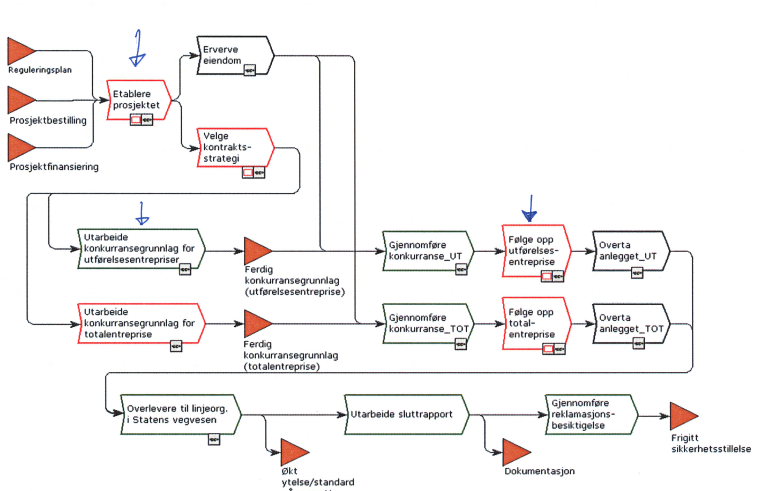 Reguleringsplan
Prosjektbestilling
Prosjektfinansiering
Etablere
prosjektet
Erverve
eiendom
Velge
kontrakts-
strategi
Utarbeide
konkurransegrunnlag for
utførelsesentrepriser
Ferdig
konkurransegrunnlag
(utførelsesentreprise)
Gjennomføre
konkurranse_UT
Følge opp
utførelses-
entreprise
Overta
anlegget_UT
Utarbeide
konkurransegrunnlag for
totalentreprise
Ferdig
konkurransegrunnlag
(totalentreprise)
Gjennomføre
konkurranse_TOT
Følge opp
total-
entreprise
Overta
anlegget_TOT
Overlevere til linjeorg.
i Statens vegvesen
Økt
ytelse/standard
Utarbeide sluttrapport
Dokumentasjon
Gjennomføre
reklamasjons-
besiktigelse
Frigitt
sikkerhetsstillelse